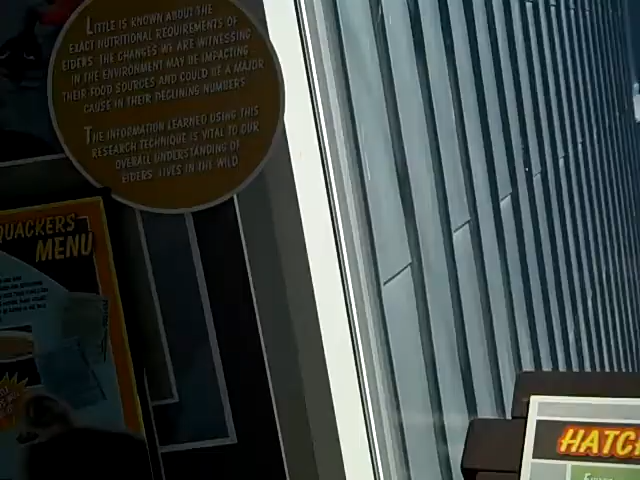 LITTLE IS KNOWN ABOUT THE
EXACT NUTRITIONAL REQUIREMENTS OF
EIDERS. THE CHANGES WE ARE WITNESSING
IN THE ENVIRONMENT MAY BE IMPACTING
THEIR FOOD SOURCES AND COULD BE A MAJOR
CAUSE IN THEIR DECLINING NUMBERS
THE INFORMATION LEARNED USING THIS
RESEARCH TECHNIQUE IS VITAL TO OUR
OVERALL UNDERSTANDING OF
EIDERS LIVES IN THE WILD
QUACKERS
MENU
HATCH